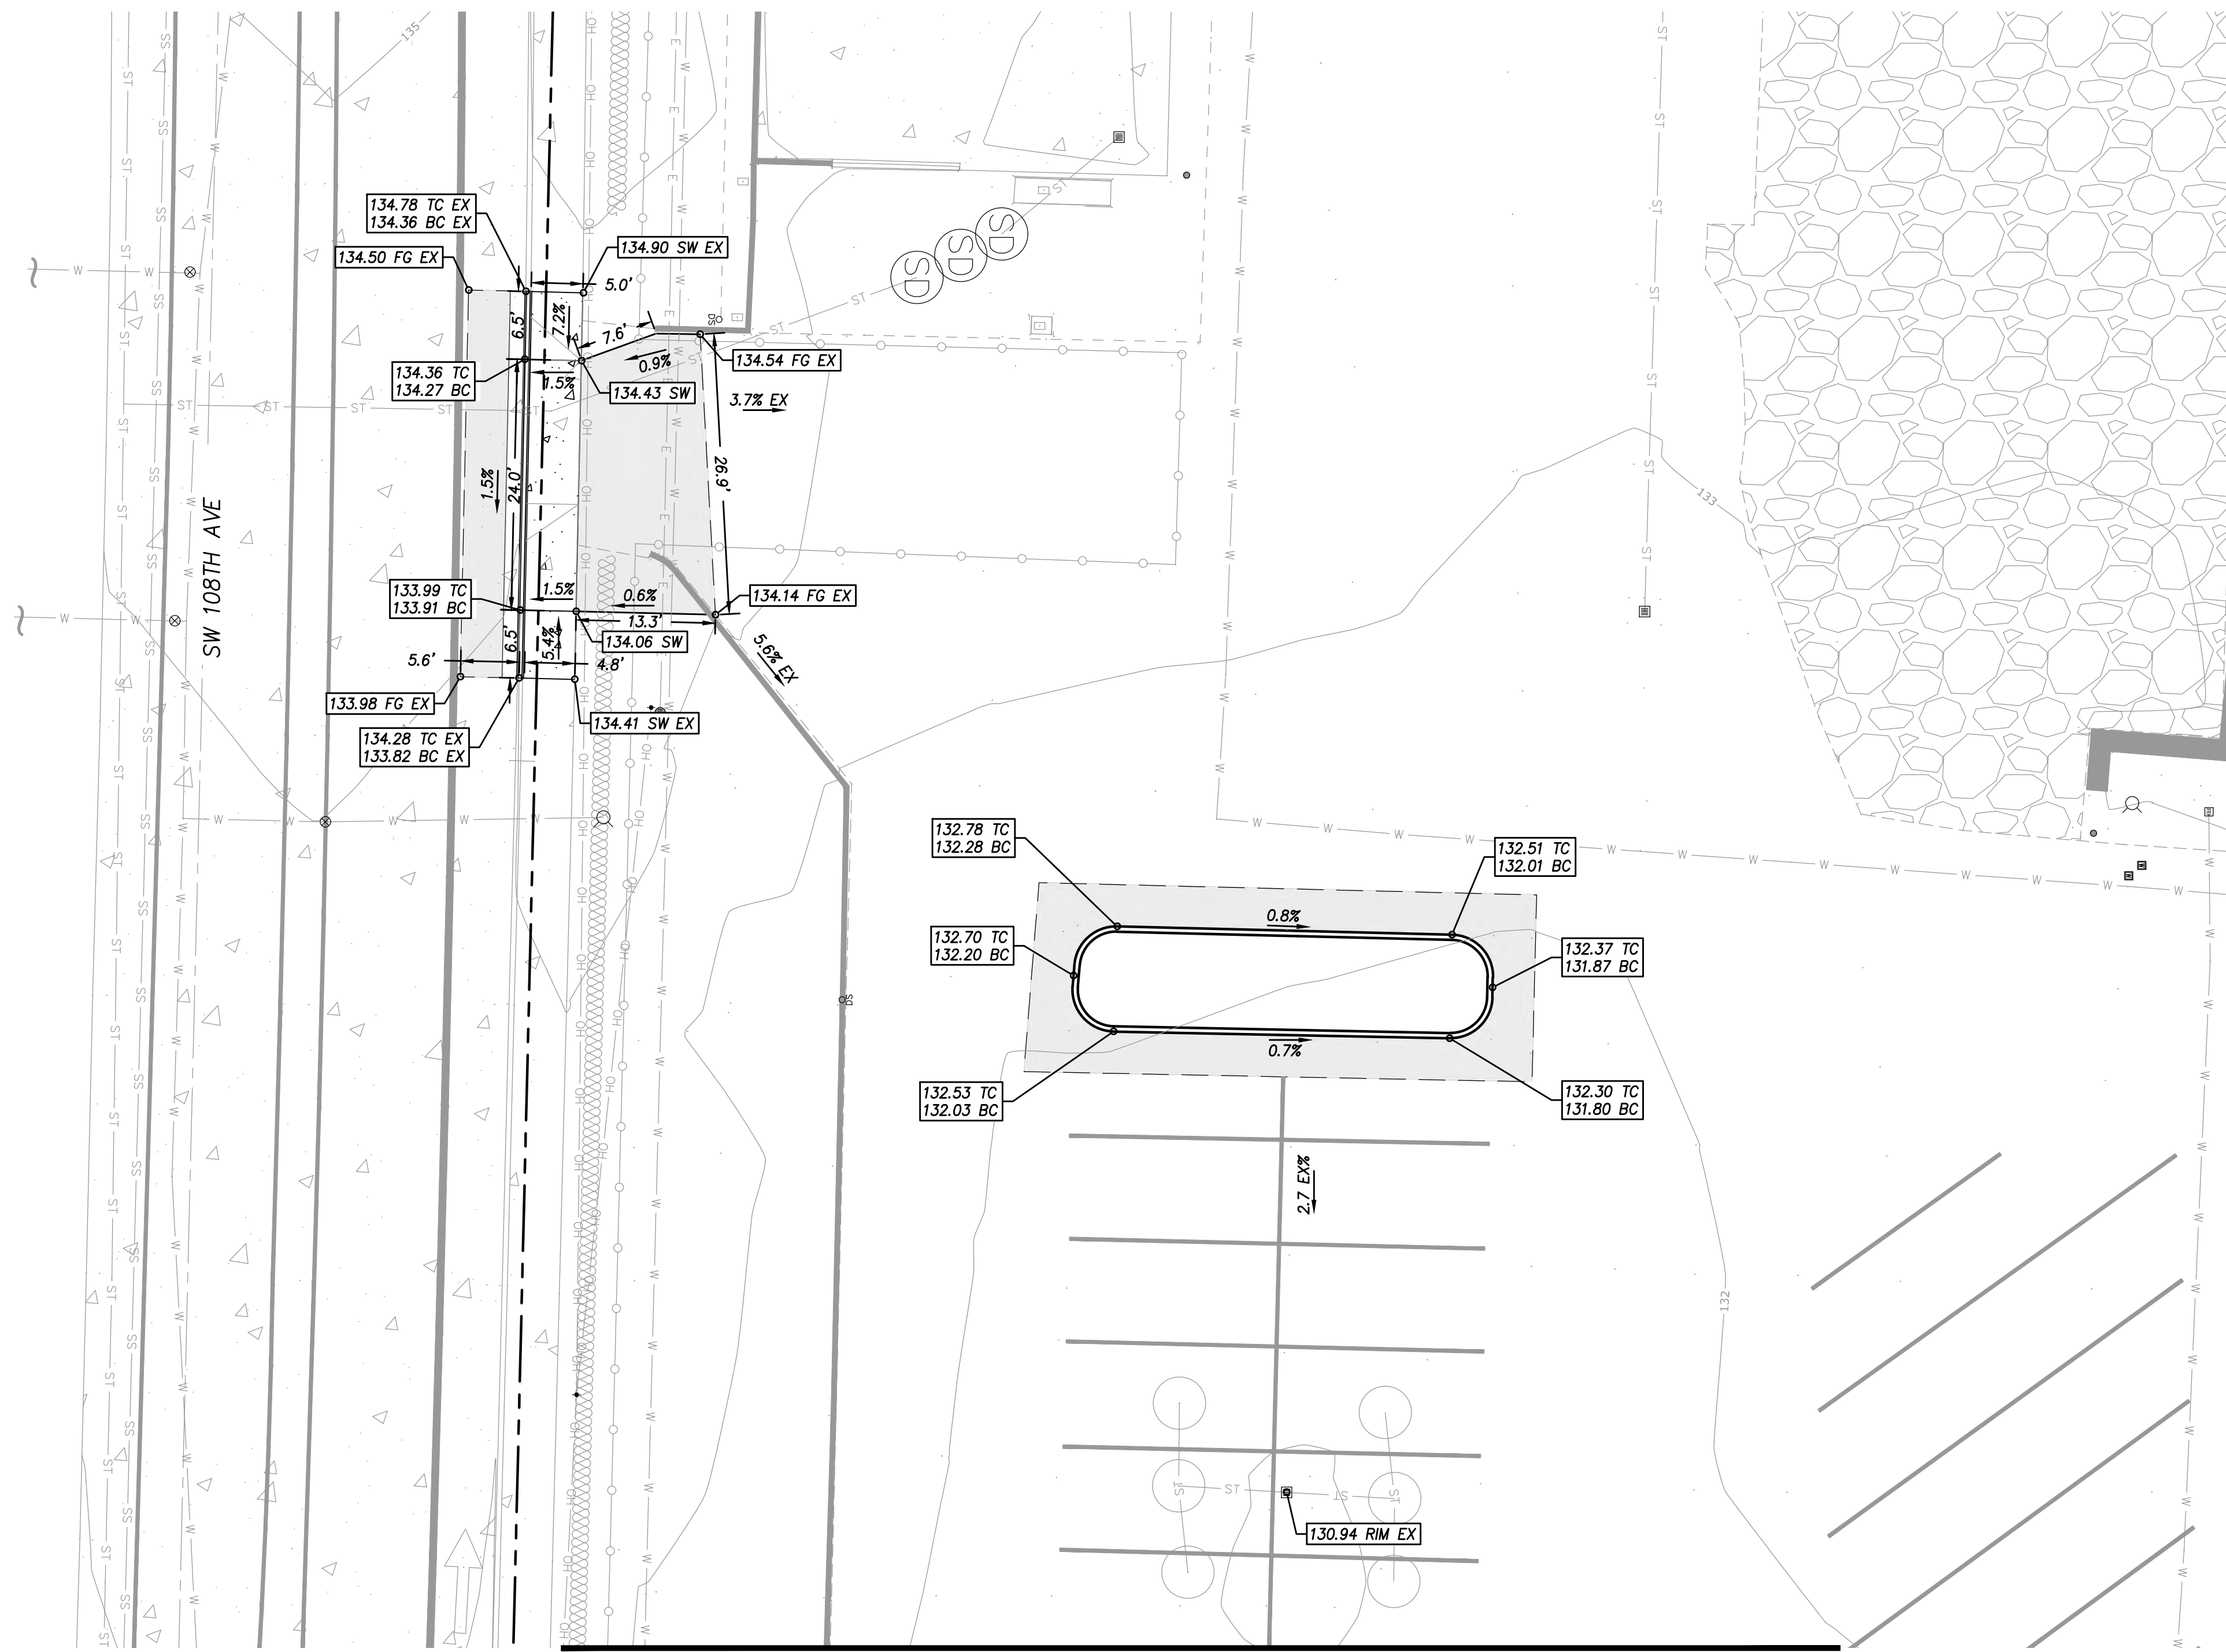 135
134.78 TC EX
134.36 BC EX
134.90 SW EX
134.50 FG EX
5.0'
6.5'
7.2%
7.6'
DS
134.54 FG EX
0.9%
134.36 TC
134.27 BC
1.5%
134.43 SW
3.7% EX
SD
SD
SD
26.9'
1.5%
24.0'
SW 108TH AVE
133
133.99 TC
133.91 BC
1.5%
0.6%
134.14 FG EX
13.3'
134.06 SW
6.5'
5.4%
5.6'
4.8'
5.6% EX
133.98 FG EX
134.41 SW EX
134.28 TC EX
133.82 BC EX
132.78 TC
132.28 BC
132.51 TC
132.01 BC
0.8%
132.70 TC
132.20 BC
132.37 TC
131.87 BC
DS
0.7%
132.53 TC
132.03 BC
132.30 TC
131.80 BC
2.7 EX%
132
130.94 RIM EX
ST
SS
W
OH
E